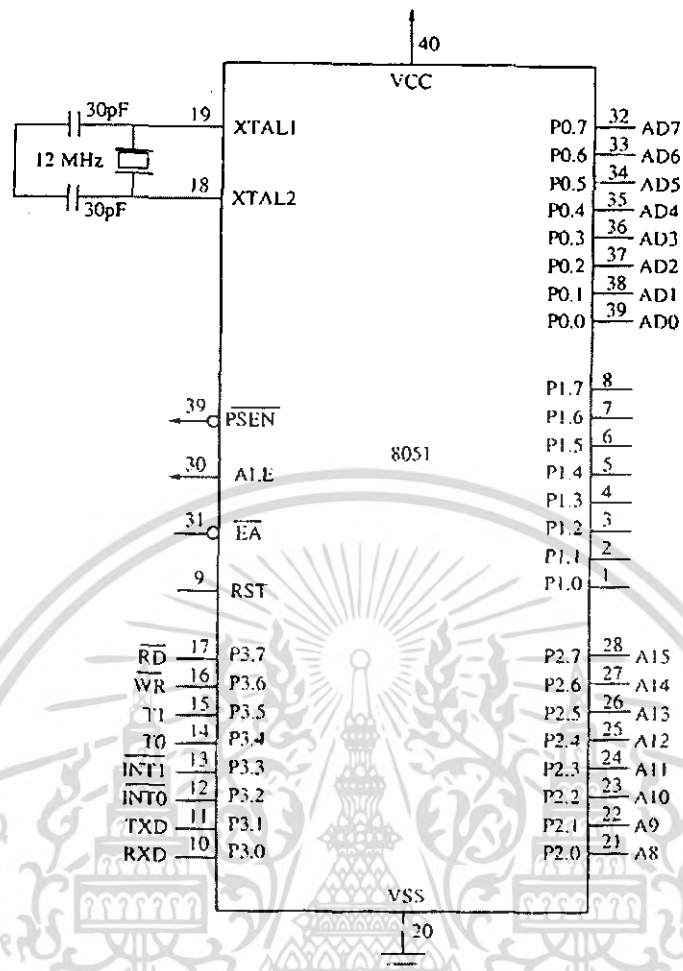 40
VCC
30pF
19 XTAL1
12 MHz
18 XTAL2
30pF
P0.7 32 AD7
P0.6 33 AD6
P0.5 34 AD5
P0.4 35 AD4
P0.3 36 AD3
P0.2 37 AD2
P0.1 38 AD1
P0.0 39 AD0
39 PSEN
30 ALE
31 EA
9 RST
8051
P1.7 8
P1.6 7
P1.5 6
P1.4 5
P1.3 4
P1.2 3
P1.1 2
P1.0 1
RD 17 P3.7
WR 16 P3.6
T1 15 P3.5
T0 14 P3.4
INT1 13 P3.3
INT0 12 P3.2
TXD 11 P3.1
RXD 10 P3.0
P2.7 28 A15
P2.6 27 A14
P2.5 26 A13
P2.4 25 A12
P2.3 24 A11
P2.2 23 A10
P2.1 22 A9
P2.0 21 A8
VSS
20